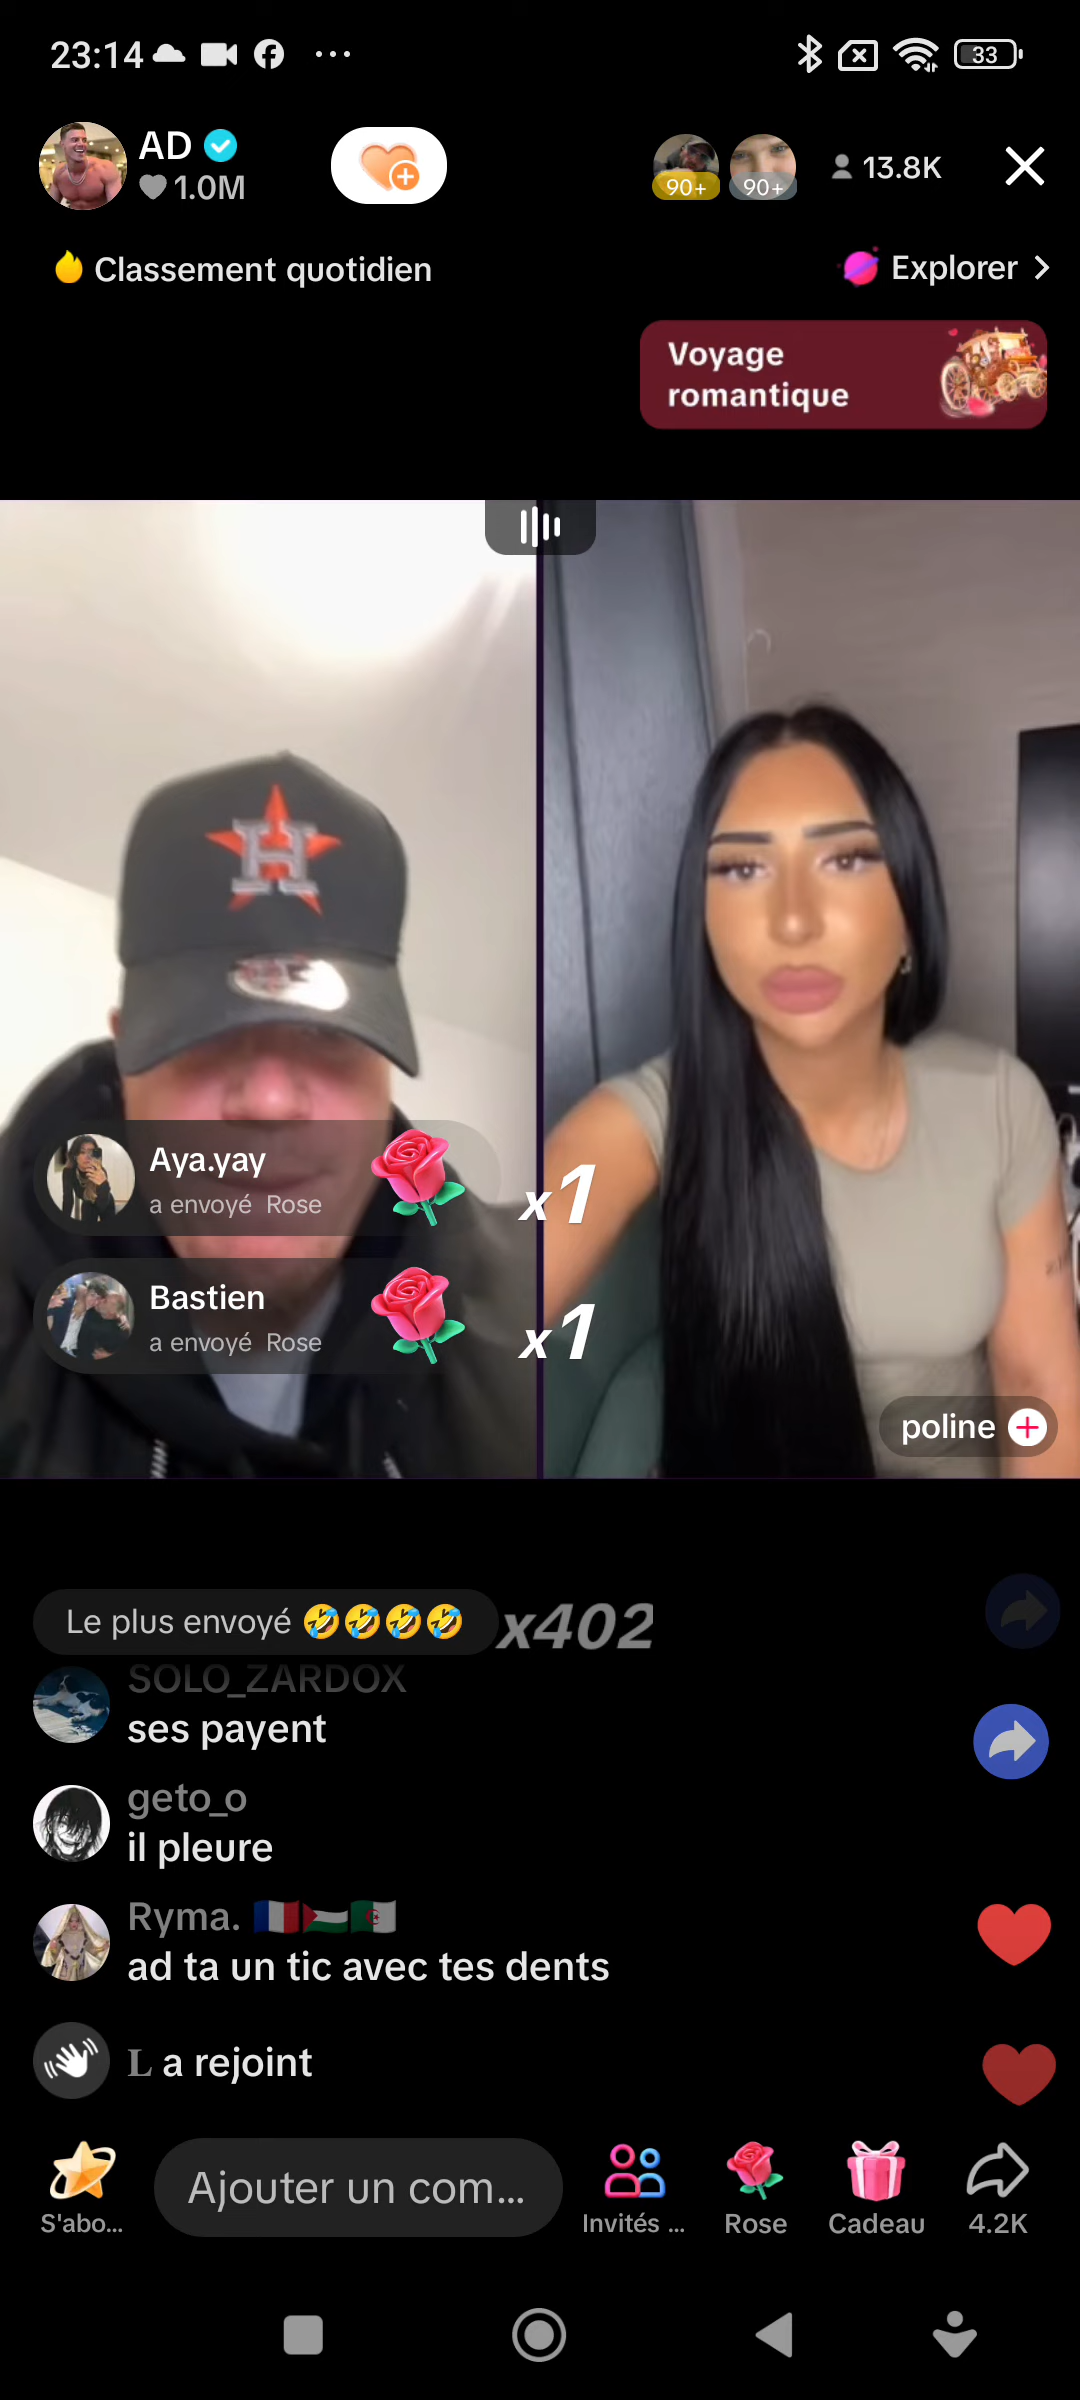 23:14
33
AD
1.0M
90+
90+
13.8K
Classement quotidien
Explorer
Voyage
romantique
H
Aya.yay
a envoyé Rose
x1
Bastien
a envoyé Rose
x1
poline
Le plus envoyé 🤣🤣🤣🤣 x402
SOLO_ZARDOX
ses payent
geto_o
il pleure
Ryma. 🇫🇷🇵🇸🇩🇿
ad ta un tic avec tes dents
L a rejoint
S'abo...
Ajouter un com...
Invités ...
Rose
Cadeau
4.2K